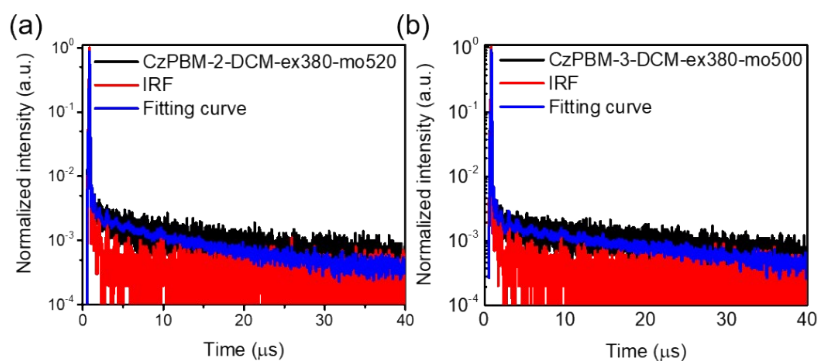 (a)
Normalized intensity (a.u.)
10⁰
10⁻¹
10⁻²
10⁻³
10⁻⁴
CzPBM-2-DCM-ex380-mo520
IRF
Fitting curve
0 10 20 30 40
Time (μs)
(b)
Normalized intensity (a.u.)
10⁰
10⁻¹
10⁻²
10⁻³
10⁻⁴
CzPBM-3-DCM-ex380-mo500
IRF
Fitting curve
0 10 20 30 40
Time (μs)